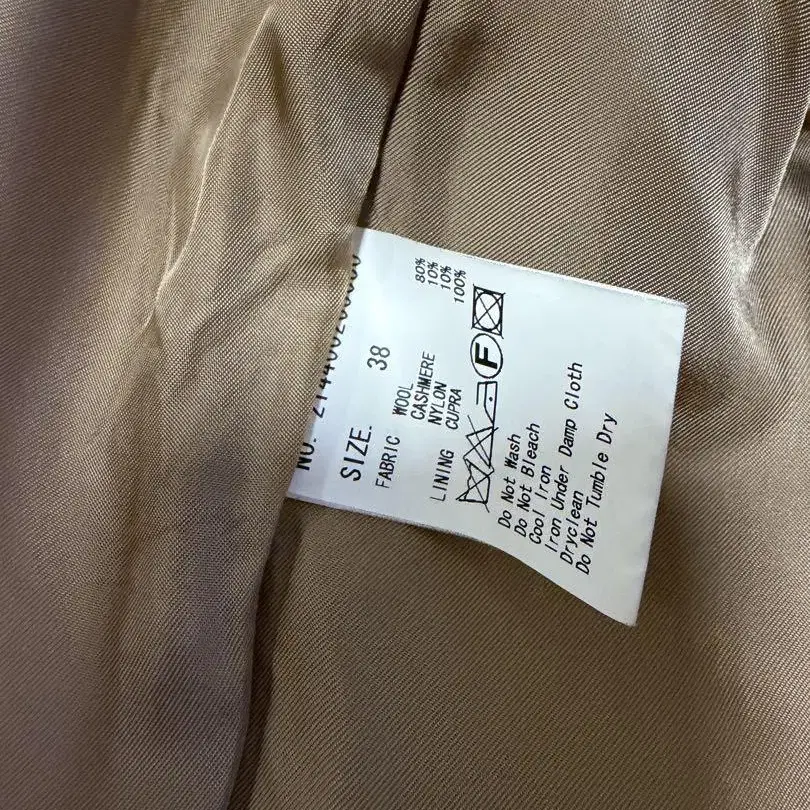 NO.
SIZE. 38
FABRIC WOOL 80%
CASHMERE 10%
NYLON 10%
LINING CUPRA 100%
F
Do Not Wash
Do Not Bleach
Cool Iron
Iron Under Damp Cloth
Dryclean
Do Not Tumble Dry